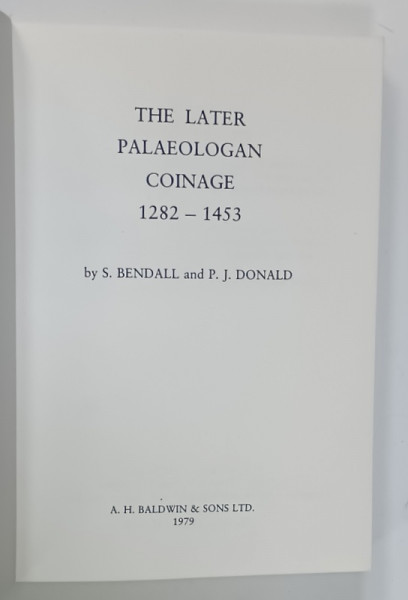 THE LATER
PALAEOLOGAN
COINAGE
1282 – 1453
by S. BENDALL and P. J. DONALD
A. H. BALDWIN & SONS LTD.
1979